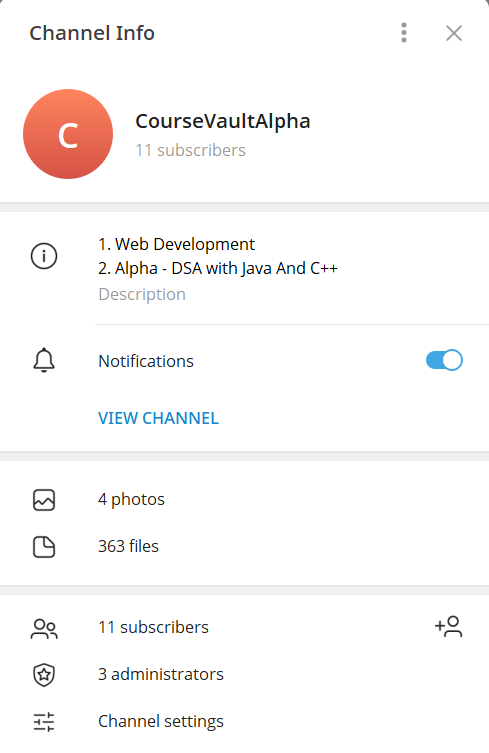 Channel Info
C
CourseVaultAlpha
11 subscribers
1. Web Development
2. Alpha - DSA with Java And C++
Description
Notifications
VIEW CHANNEL
4 photos
363 files
11 subscribers
3 administrators
Channel settings